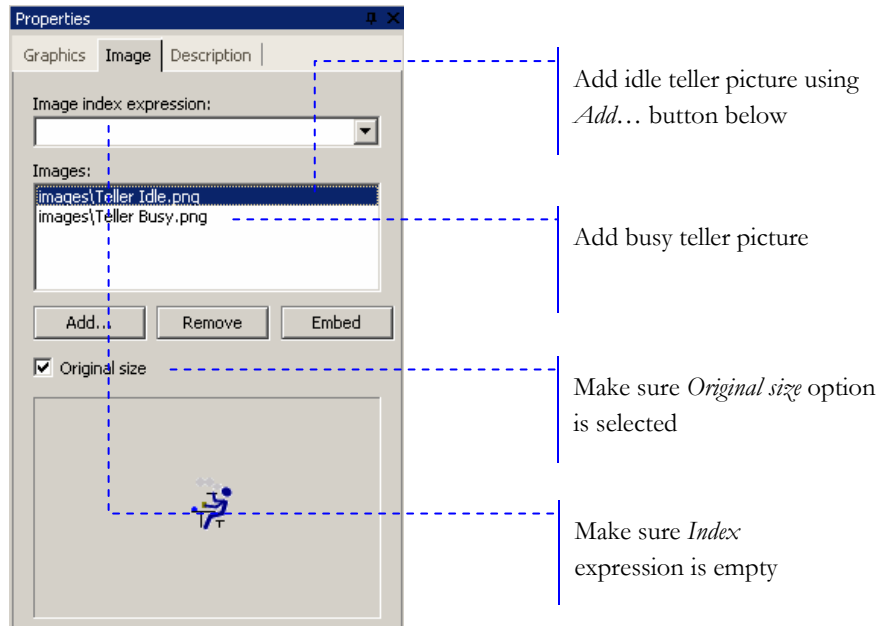 Properties
Graphics Image Description
Image index expression:
Images:
images\Teller Idle.png
images\Teller Busy.png
Add... Remove Embed
Original size
Add idle teller picture using
Add… button below
Add busy teller picture
Make sure Original size option
is selected
Make sure Index
expression is empty